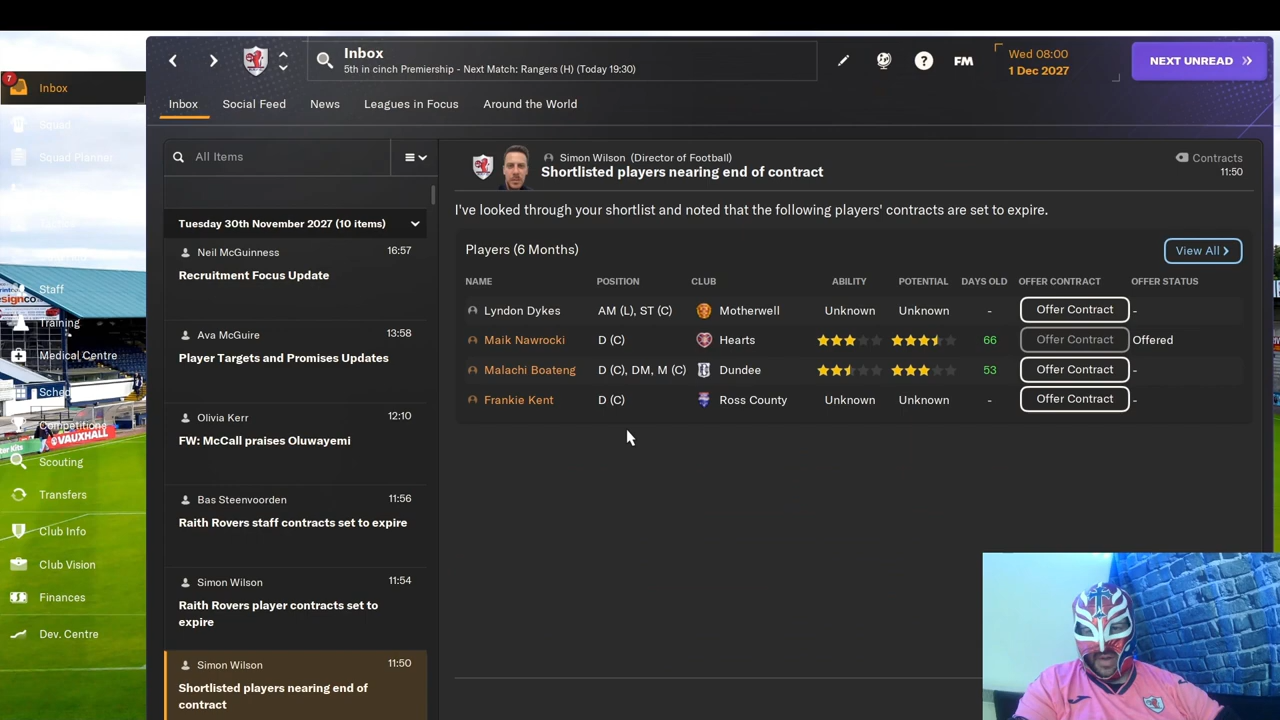 Inbox
5th in cinch Premiership - Next Match: Rangers (H) (Today 19:30)
FM
Wed 08:00
1 Dec 2027
NEXT UNREAD
7
Inbox
Squad
Squad Planner
Staff
Training
Medical Centre
Sched
Competitions
Scouting
Transfers
Club Info
Club Vision
Finances
Dev. Centre
VAUXHALL
Inbox Social Feed News Leagues in Focus Around the World
All Items
Tuesday 30th November 2027 (10 items)
Neil McGuinness 16:57
Recruitment Focus Update
Ava McGuire 13:58
Player Targets and Promises Updates
Olivia Kerr 12:10
FW: McCall praises Oluwayemi
Bas Steenvoorden 11:56
Raith Rovers staff contracts set to expire
Simon Wilson 11:54
Raith Rovers player contracts set to
expire
Simon Wilson 11:50
Shortlisted players nearing end of
contract
Simon Wilson (Director of Football)
Shortlisted players nearing end of contract
Contracts
11:50
I've looked through your shortlist and noted that the following players' contracts are set to expire.
Players (6 Months)
View All >
NAME POSITION CLUB ABILITY POTENTIAL DAYS OLD OFFER CONTRACT OFFER STATUS
Lyndon Dykes AM (L), ST (C) Motherwell Unknown Unknown - Offer Contract -
Maik Nawrocki D (C) Hearts 66 Offer Contract Offered
Malachi Boateng D (C), DM, M (C) Dundee 53 Offer Contract -
Frankie Kent D (C) Ross County Unknown Unknown - Offer Contract -